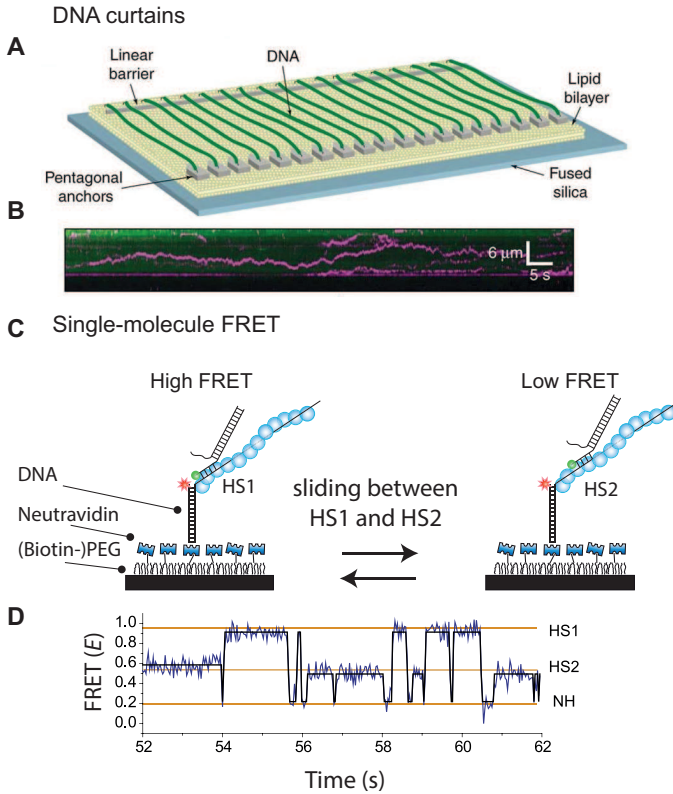 DNA curtains
A
Linear
barrier
DNA
Lipid
bilayer
Pentagonal
anchors
Fused
silica
B
6 μm
5 s
C Single-molecule FRET
High FRET
Low FRET
DNA
HS1
HS2
sliding between
HS1 and HS2
Neutravidin
(Biotin-)PEG
D
FRET (E)
1.0
0.8
0.6
0.4
0.2
0.0
HS1
HS2
NH
52 54 56 58 60 62
Time (s)